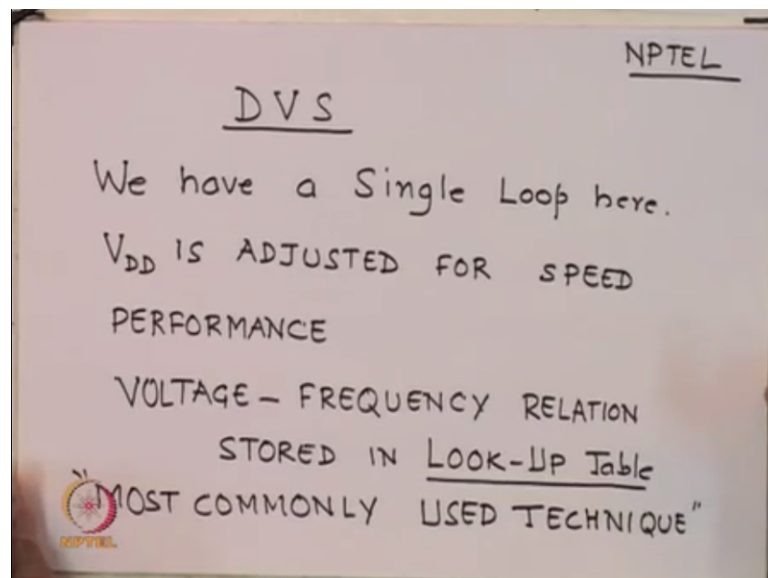 NPTEL
DVS
We have a Single Loop here.
VDD IS ADJUSTED FOR SPEED
PERFORMANCE
VOLTAGE – FREQUENCY RELATION
STORED IN LOOK-UP Table
"MOST COMMONLY USED TECHNIQUE"
NPTEL